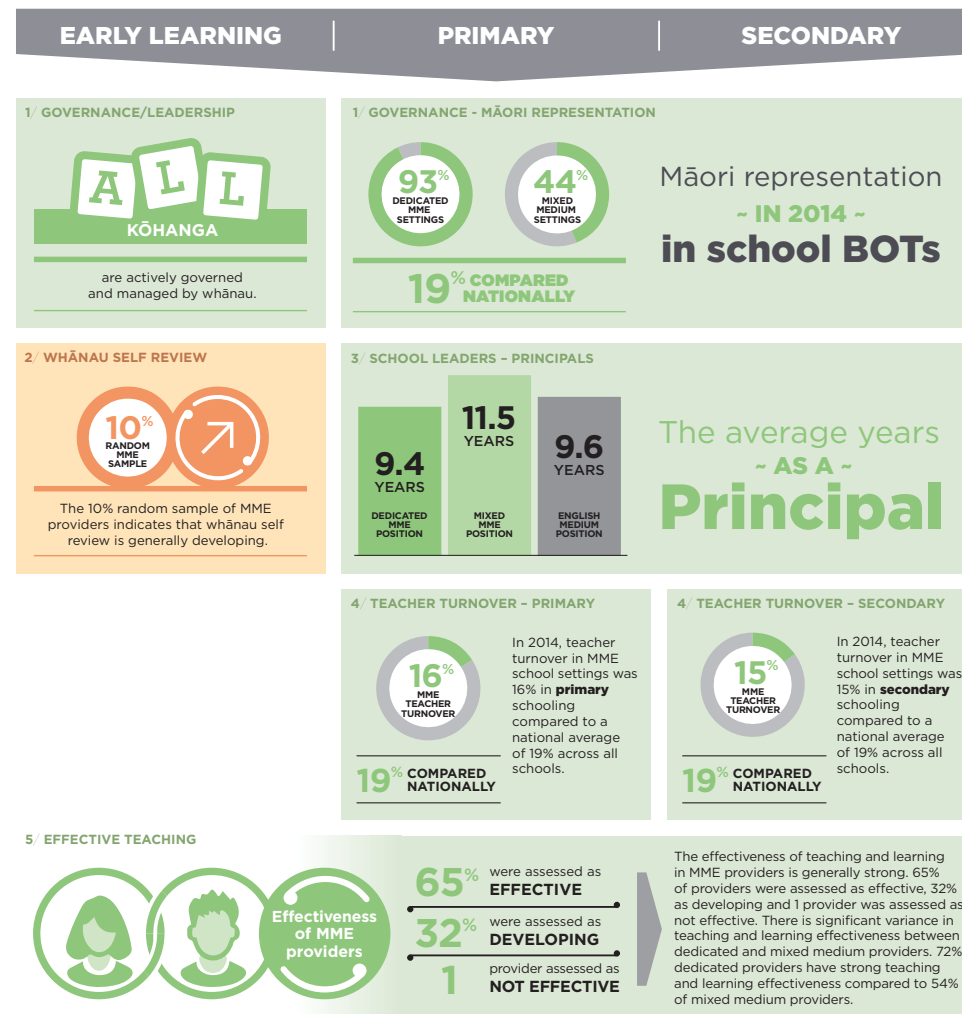 EARLY LEARNING
PRIMARY
SECONDARY
1/ GOVERNANCE/LEADERSHIP
ALL
KŌHANGA
are actively governed
and managed by whānau.
1/ GOVERNANCE - MĀORI REPRESENTATION
93%
DEDICATED
MME
SETTINGS
44%
MIXED
MEDIUM
SETTINGS
19% COMPARED
NATIONALLY
Māori representation
~ IN 2014 ~
in school BOTs
2/ WHĀNAU SELF REVIEW
10%
RANDOM
MME
SAMPLE
The 10% random sample of MME
providers indicates that whānau self
review is generally developing.
3/ SCHOOL LEADERS – PRINCIPALS
9.4
YEARS
DEDICATED
MME
POSITION
11.5
YEARS
MIXED
MME
POSITION
9.6
YEARS
ENGLISH
MEDIUM
POSITION
The average years
~ AS A ~
Principal
4/ TEACHER TURNOVER – PRIMARY
16%
MME
TEACHER
TURNOVER
19% COMPARED
NATIONALLY
In 2014, teacher
turnover in MME
school settings was
16% in primary
schooling
compared to a
national average
of 19% across all
schools.
4/ TEACHER TURNOVER – SECONDARY
15%
MME
TEACHER
TURNOVER
19% COMPARED
NATIONALLY
In 2014, teacher
turnover in MME
school settings was
15% in secondary
schooling
compared to a
national average
of 19% across all
schools.
5/ EFFECTIVE TEACHING
Effectiveness
of MME
providers
65% were assessed as
EFFECTIVE
32% were assessed as
DEVELOPING
1 provider assessed as
NOT EFFECTIVE
The effectiveness of teaching and learning
in MME providers is generally strong. 65%
of providers were assessed as effective, 32%
as developing and 1 provider was assessed as
not effective. There is significant variance in
teaching and learning effectiveness between
dedicated and mixed medium providers. 72%
dedicated providers have strong teaching
and learning effectiveness compared to 54%
of mixed medium providers.